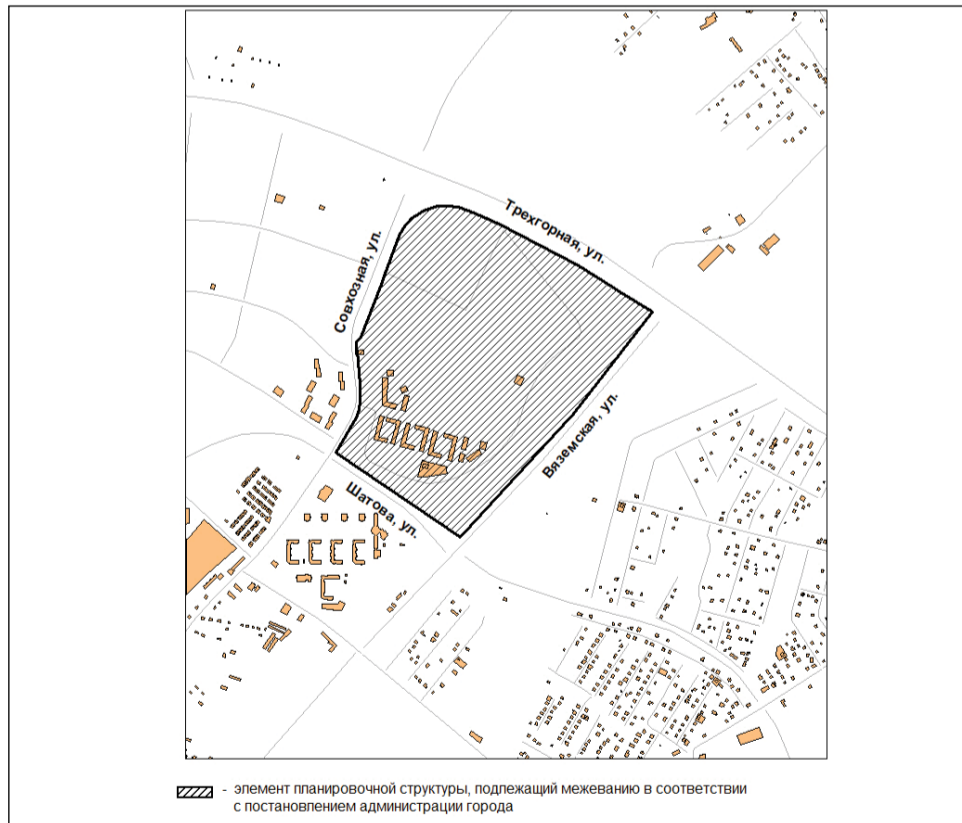 Трехгорная, ул.
Совхозная, ул.
Вяземская, ул.
Шатова, ул.
- элемент планировочной структуры, подлежащий межеванию в соответствии
с постановлением администрации города